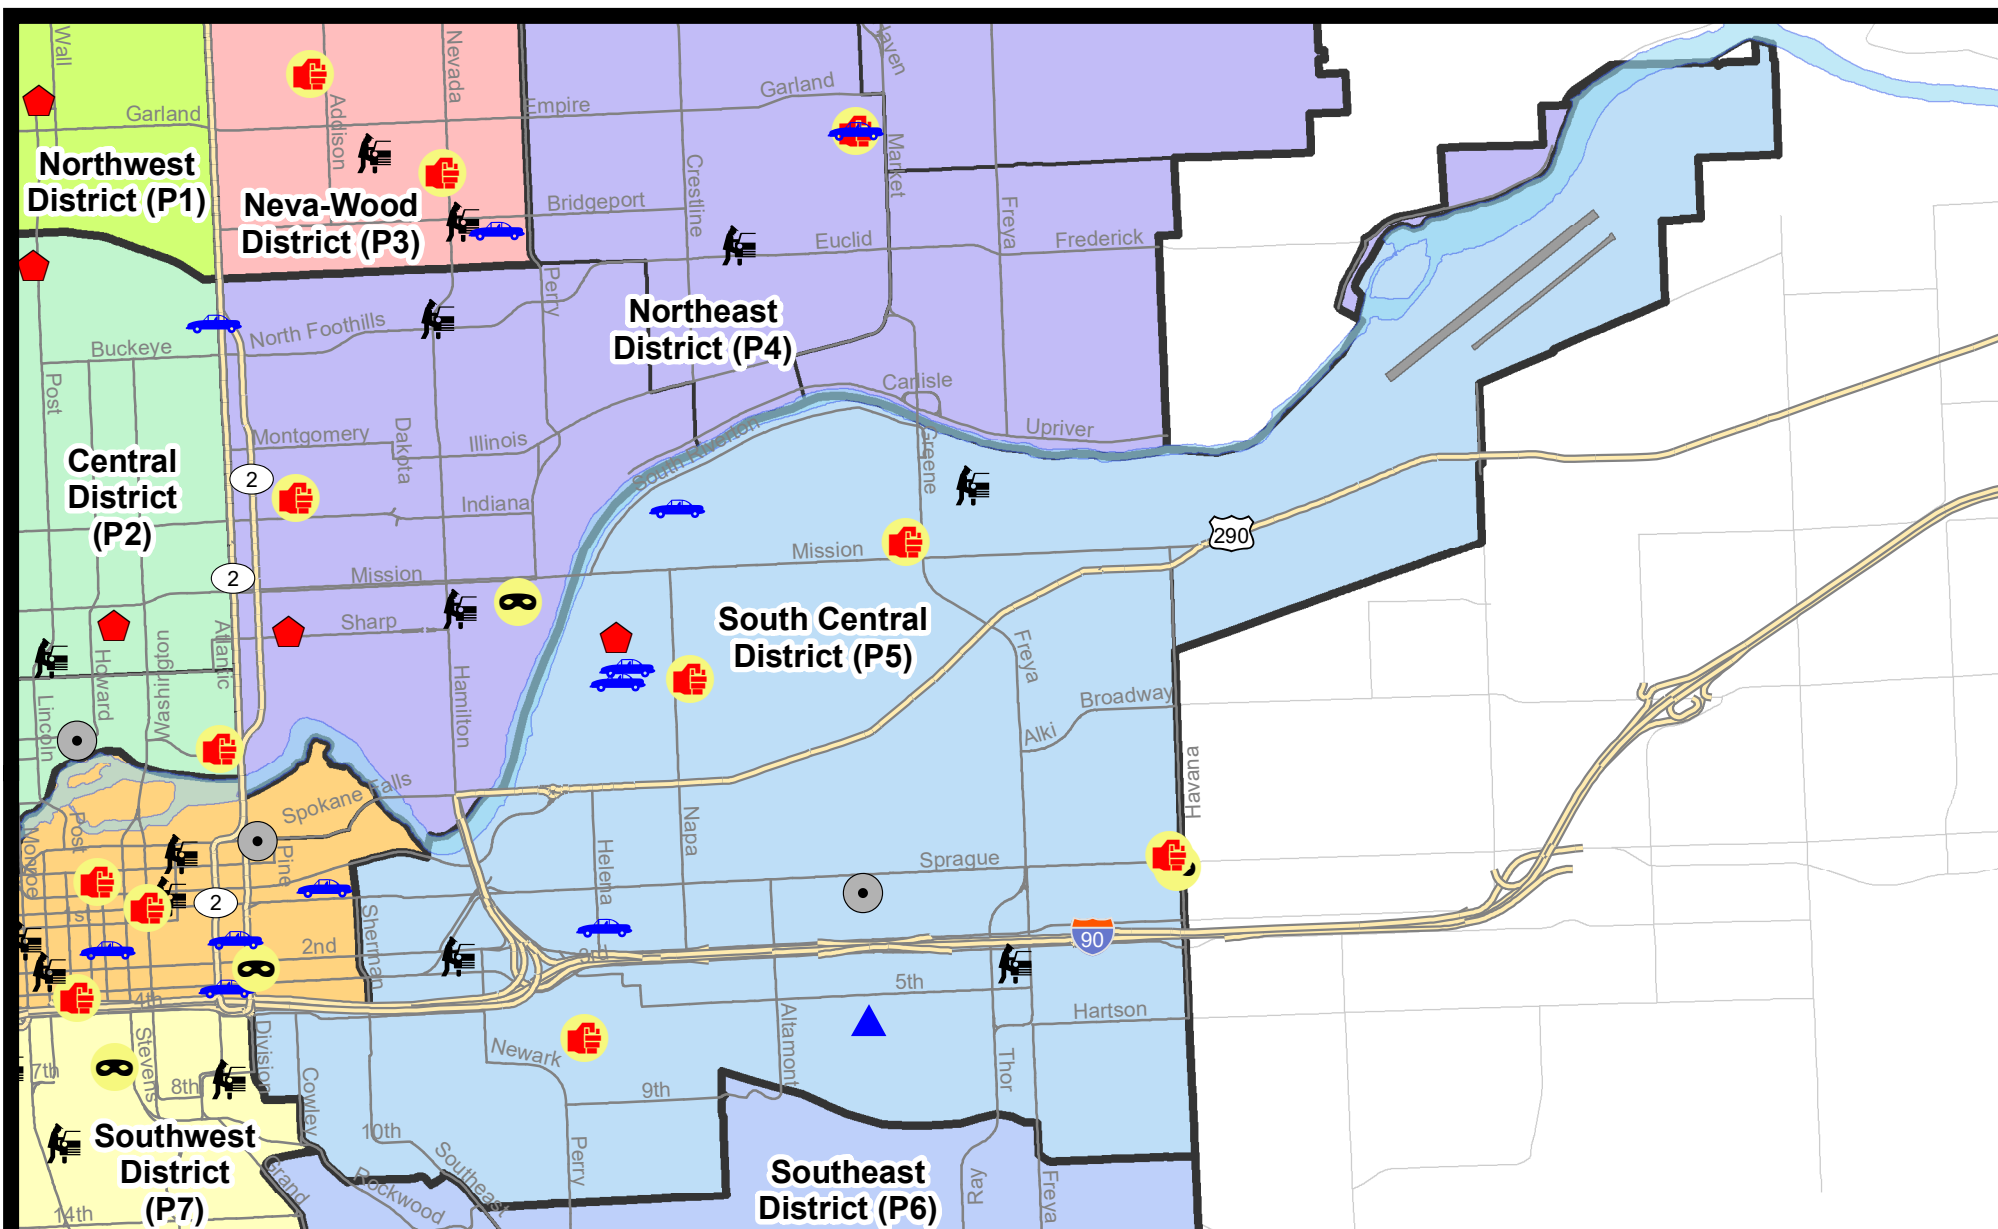 Wall
Nevada
Haven
Garland
Addison
Empire
Garland
Market
Northwest
District (P1)
Neva-Wood
District (P3)
Bridgeport
Crestline
Euclid
Freya
Frederick
Perry
North Foothills
Northeast
District (P4)
Buckeye
Post
Carlisle
Montgomery
Dakota
Illinois
South Riverton
Greene
Upriver
Central
District
(P2)
2
Indiana
Mission
290
2
Mission
Sharp
South Central
District (P5)
Atlantic
Howard
Washington
Lincoln
Hamilton
Freya
Broadway
Alki
Havana
Spokane Falls
Post
Monroe
Pine
Helena
Napa
Sprague
2
1st
Sherman
2nd
3rd
90
4th
5th
Altamont
Hartson
Stevens
Division
Newark
Thor
7th
8th
Cowley
9th
10th
Southeast
Perry
Southwest
District
(P7)
Grand
Rockwood
Southeast
District (P6)
Ray
Freya
14th